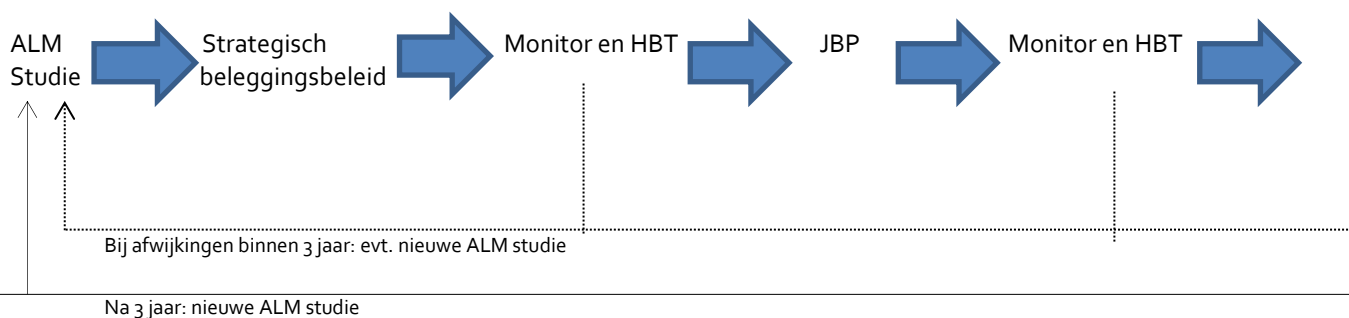 ALM
Studie
Strategisch
beleggingsbeleid
Monitor en HBT
JBP
Monitor en HBT
Bij afwijkingen binnen 3 jaar: evt. nieuwe ALM studie
Na 3 jaar: nieuwe ALM studie